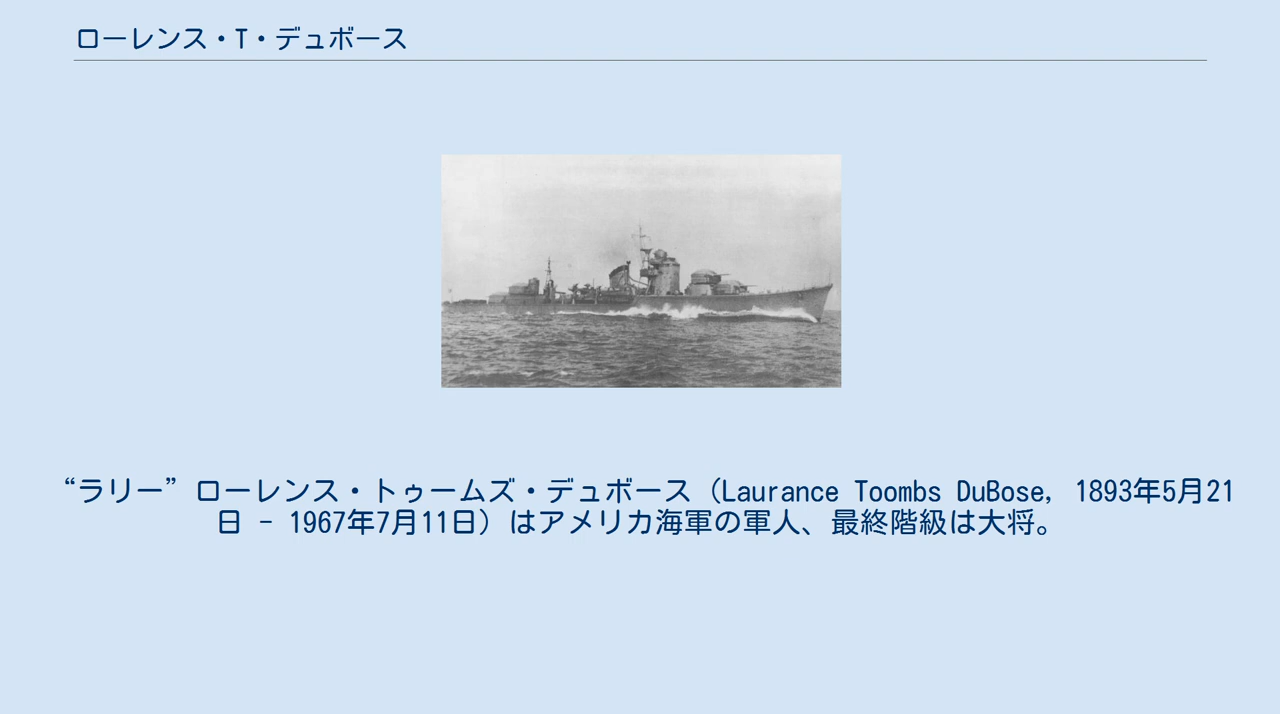 ローレンス・T・デュボース
“ラリー”ローレンス・トゥームズ・デュボース（Laurance Toombs DuBose, 1893年5月21
日 - 1967年7月11日）はアメリカ海軍の軍人、最終階級は大将。